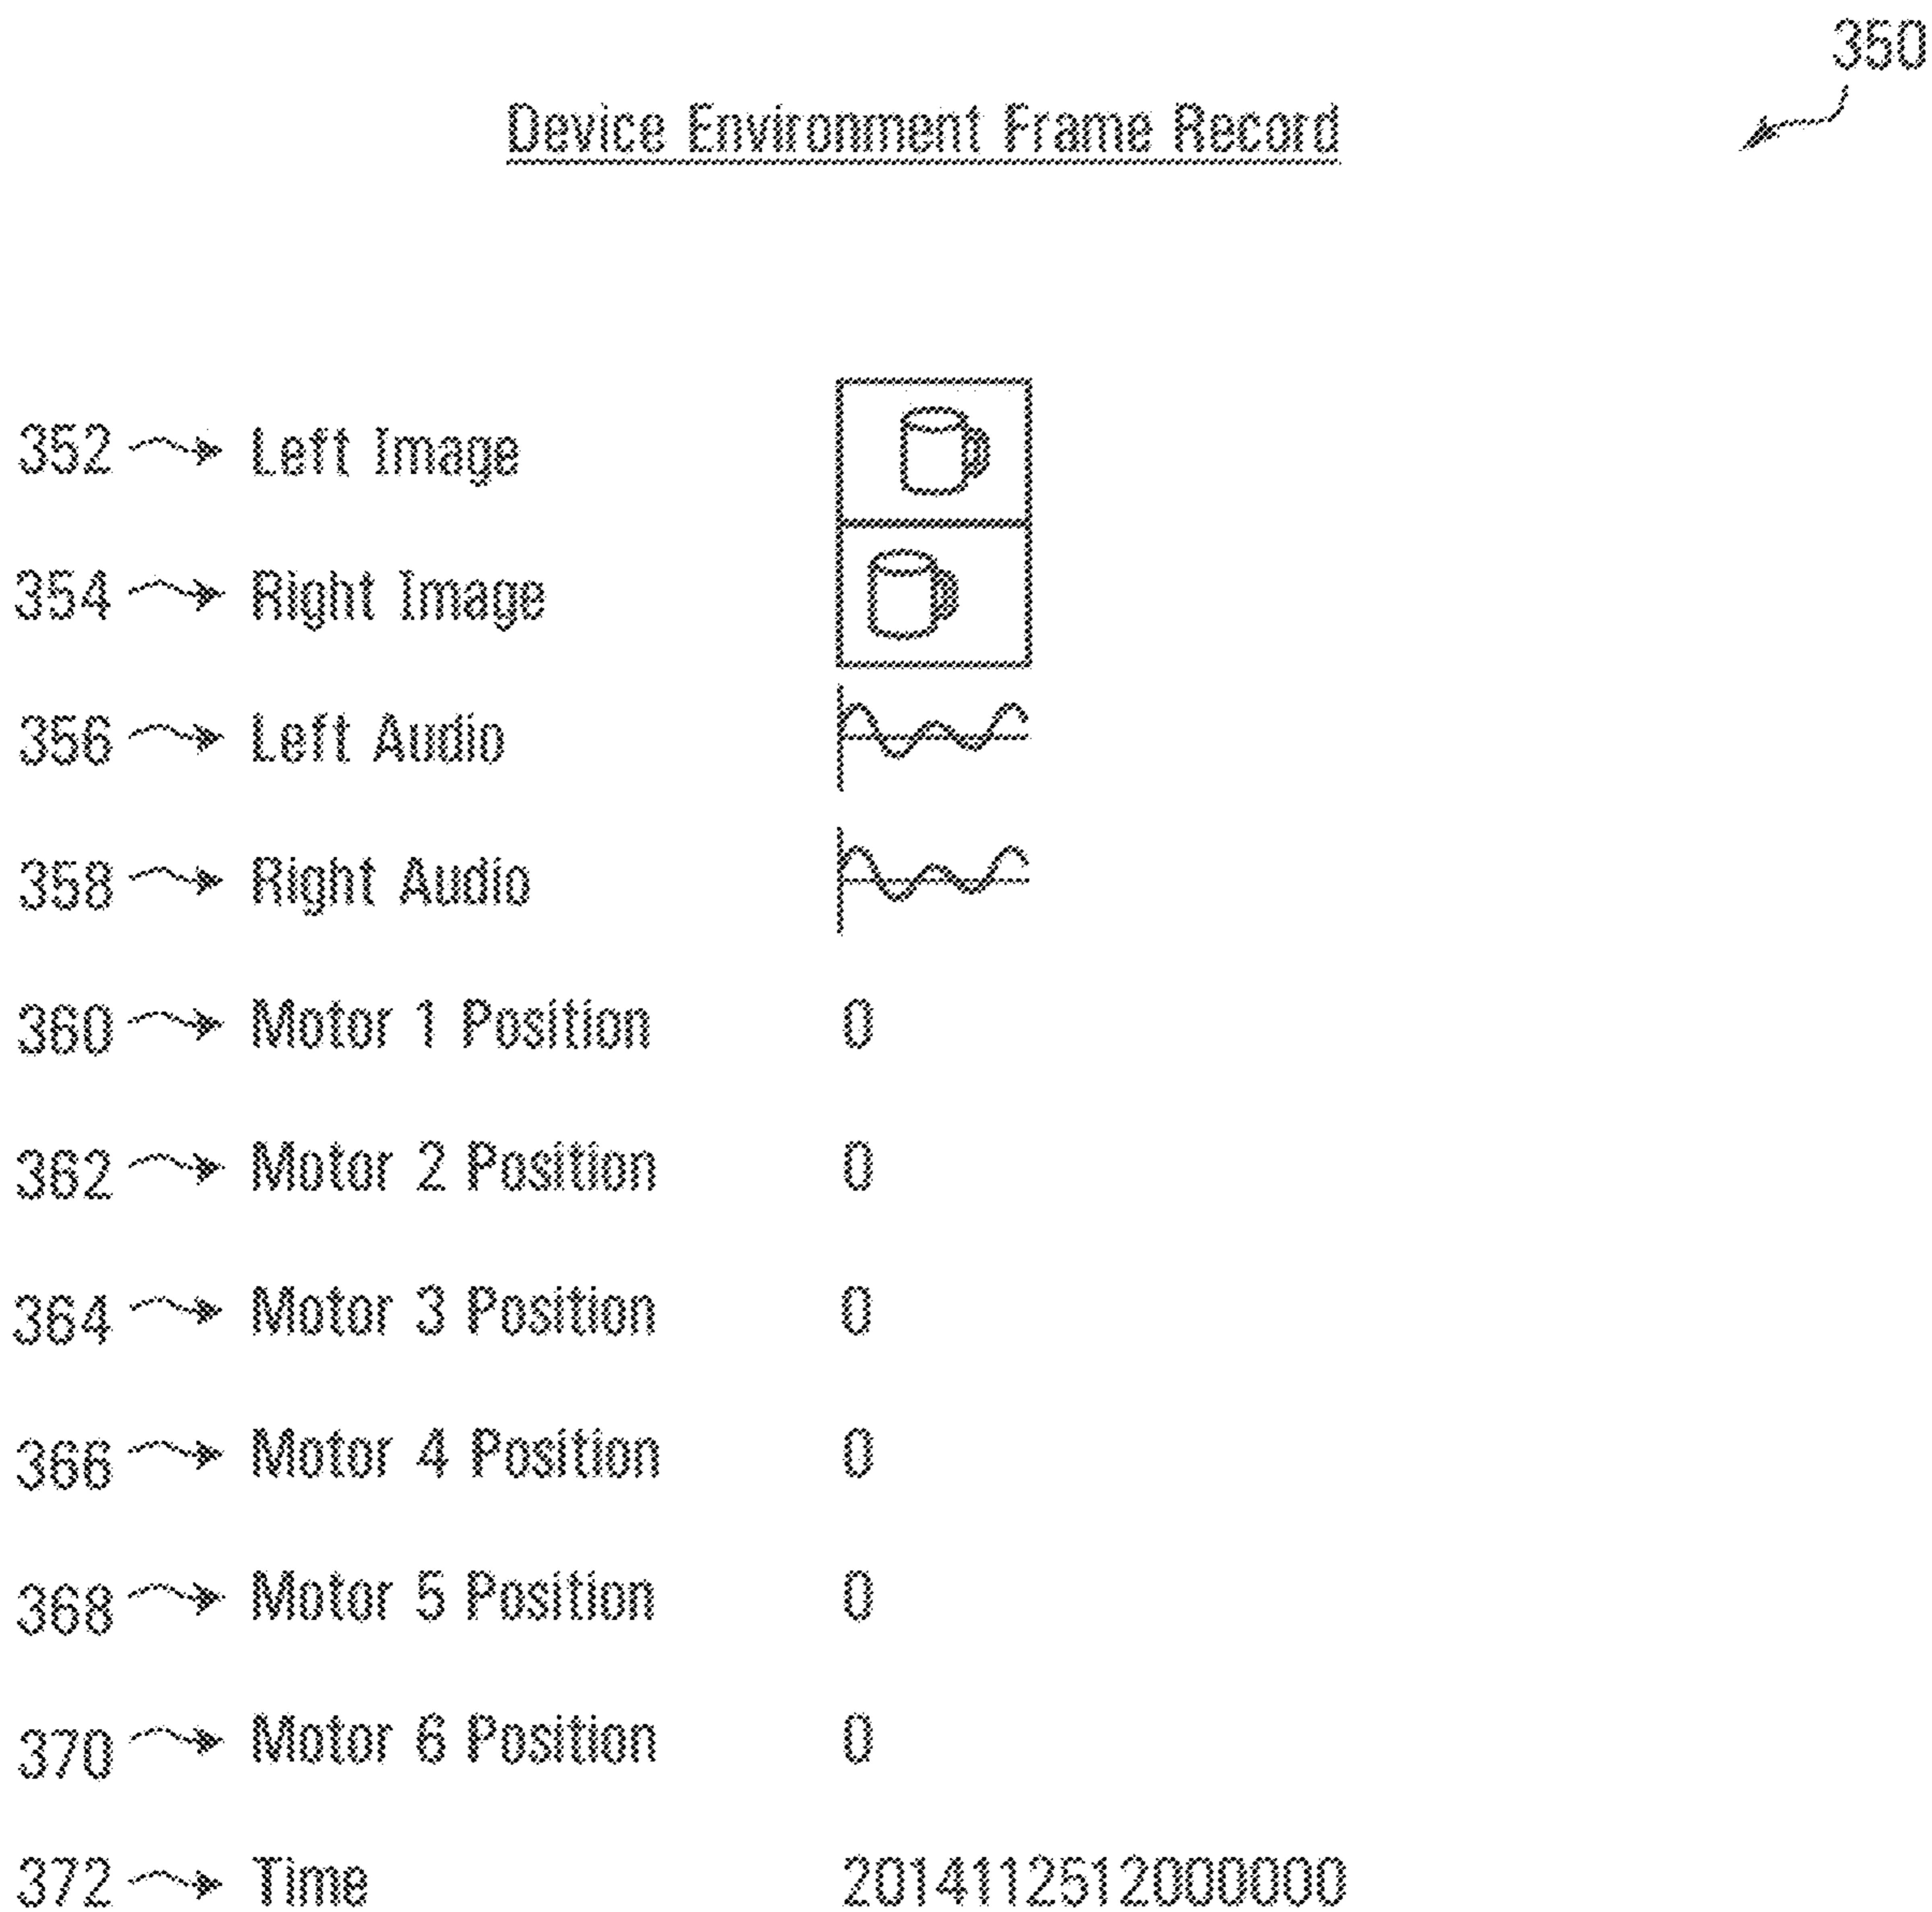 350
Device Environment Frame Record
352 Left Image
354 Right Image
356 Left Audio
358 Right Audio
360 Motor 1 Position 0
362 Motor 2 Position 0
364 Motor 3 Position 0
366 Motor 4 Position 0
368 Motor 5 Position 0
370 Motor 6 Position 0
372 Time 2014112512000000